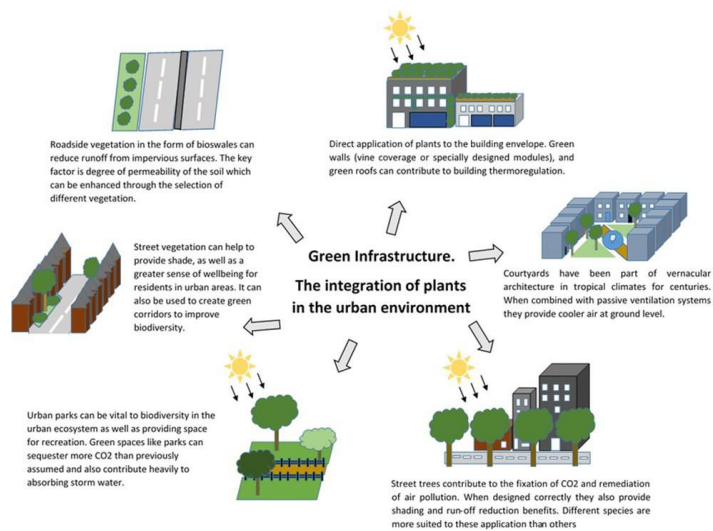 Roadside vegetation in the form of bioswales can
reduce runoff from impervious surfaces. The key
factor is degree of permeability of the soil which
can be enhanced through the selection of
different vegetation.
Direct application of plants to the building envelope. Green
walls (vine coverage or specially designed modules), and
green roofs can contribute to building thermoregulation.
Street vegetation can help to
provide shade, as well as a
greater sense of wellbeing for
residents in urban areas. It can
also be used to create green
corridors to improve
biodiversity.
Green Infrastructure.
The integration of plants
in the urban environment
Courtyards have been part of vernacular
architecture in tropical climates for centuries.
When combined with passive ventilation systems
they provide cooler air at ground level.
Urban parks can be vital to biodiversity in the
urban ecosystem as well as providing space
for recreation. Green spaces like parks can
sequester more CO2 than previously
assumed and also contribute heavily to
absorbing storm water.
Street trees contribute to the fixation of CO2 and remediation
of air pollution. When designed correctly they also provide
shading and run-off reduction benefits. Different species are
more suited to these application than others